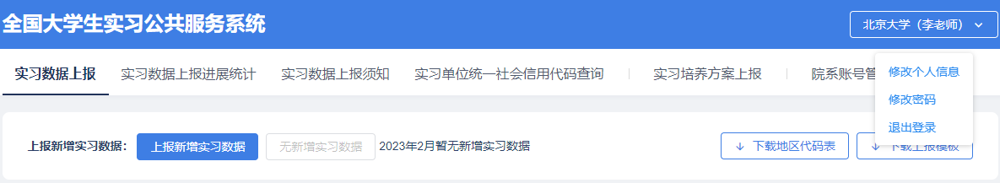 全国大学生实习公共服务系统
北京大学（李老师）
实习数据上报 实习数据上报进展统计 实习数据上报须知 实习单位统一社会信用代码查询 实习培养方案上报 院系账号管
修改个人信息
修改密码
退出登录
上报新增实习数据： 上报新增实习数据 无新增实习数据 2023年2月暂无新增实习数据 下载地区代码表 下载上报模板